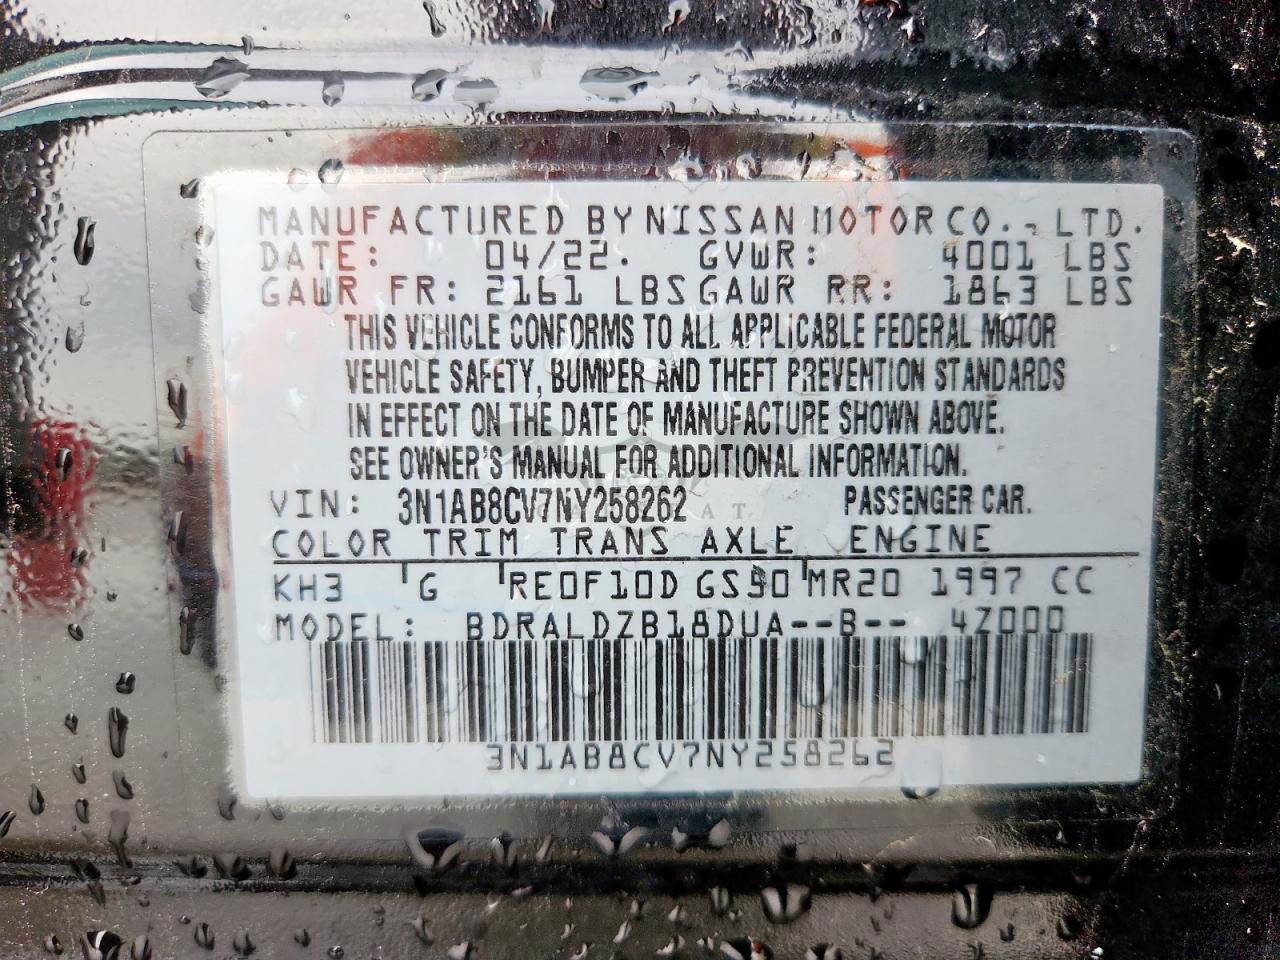 MANUFACTURED BY NISSAN MOTOR CO., LTD.
DATE: 04/22. GVWR: 4001 LBS
GAWR FR: 2161 LBS GAWR RR: 1863 LBS
THIS VEHICLE CONFORMS TO ALL APPLICABLE FEDERAL MOTOR
VEHICLE SAFETY, BUMPER AND THEFT PREVENTION STANDARDS
IN EFFECT ON THE DATE OF MANUFACTURE SHOWN ABOVE.
SEE OWNER'S MANUAL FOR ADDITIONAL INFORMATION.
VIN: 3N1AB8CV7NY258262 PASSENGER CAR.
COLOR TRIM TRANS AXLE ENGINE
KH3 G RE0F10D GS90 MR20 1997 CC
MODEL: BDRALDZB18DUA--B-- 4Z000
3N1AB8CV7NY258262